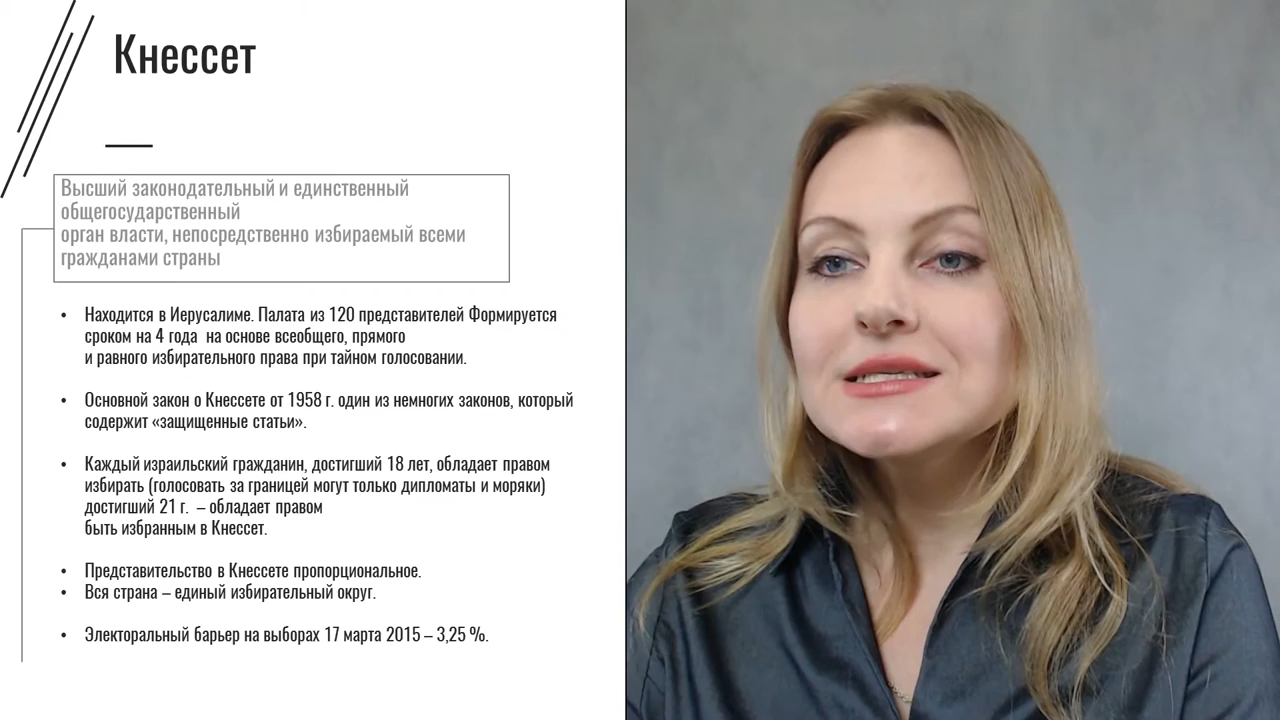 Кнессет
Высший законодательный и единственный
общегосударственный
орган власти, непосредственно избираемый всеми
гражданами страны
• Находится в Иерусалиме. Палата из 120 представителей Формируется
сроком на 4 года на основе всеобщего, прямого
и равного избирательного права при тайном голосовании.
• Основной закон о Кнессете от 1958 г. один из немногих законов, который
содержит «защищенные статьи».
• Каждый израильский гражданин, достигший 18 лет, обладает правом
избирать (голосовать за границей могут только дипломаты и моряки)
достигший 21 г. – обладает правом
быть избранным в Кнессет.
• Представительство в Кнессете пропорциональное.
• Вся страна – единый избирательный округ.
• Электоральный барьер на выборах 17 марта 2015 – 3,25 %.